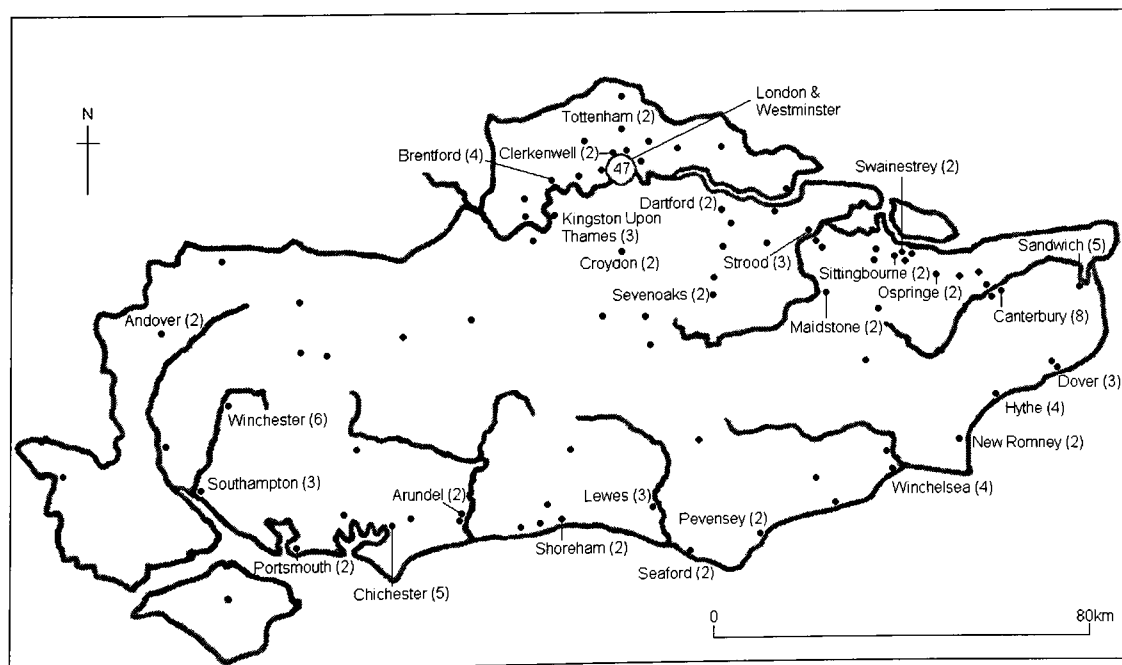 N
London &
Westminster
Tottenham (2)
Clerkenwell (2)
Brentford (4)
47
Swainestrey (2)
Dartford (2)
Kingston Upon
Thames (3)
Croydon (2)
Strood (3)
Sandwich (5)
Sittingbourne (2)
Ospringe (2)
Sevenoaks (2)
Canterbury (8)
Maidstone (2)
Andover (2)
Dover (3)
Hythe (4)
Winchester (6)
New Romney (2)
Southampton (3)
Arundel (2)
Lewes (3)
Winchelsea (4)
Pevensey (2)
Shoreham (2)
Portsmouth (2)
Seaford (2)
Chichester (5)
0
80km